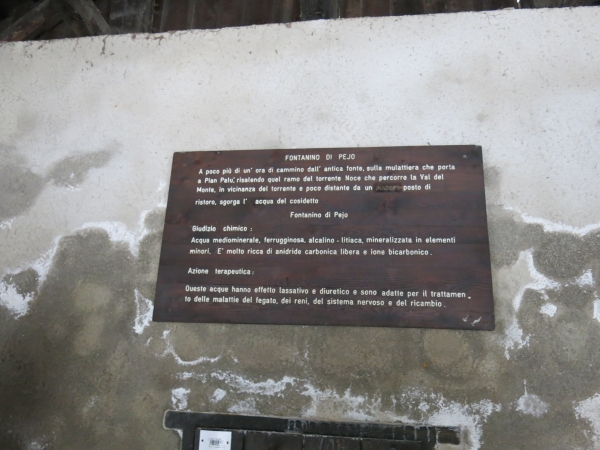 FONTANINO DI PEJO
A poco più di un' ora di cammino dall' antica fonte, sulla mulattiera che porta
a Pian Palù, risalendo quel ramo del torrente Noce che percorre la Val del
Monte, in vicinanza del torrente e poco distante da un posto di
ristoro, sgorga l' acqua del cosidetto
Fontanino di Pejo
Giudizio chimico :
Acqua mediominerale, ferrugginosa, alcalino - litiaca, mineralizzata in elementi
minori. E' molto ricca di anidride carbonica libera e ione bicarbonico.
Azione terapeutica :
Queste acque hanno effetto lassativo e diuretico e sono adatte per il trattamen
to delle malattie del fegato, dei reni, del sistema nervoso e del ricambio.